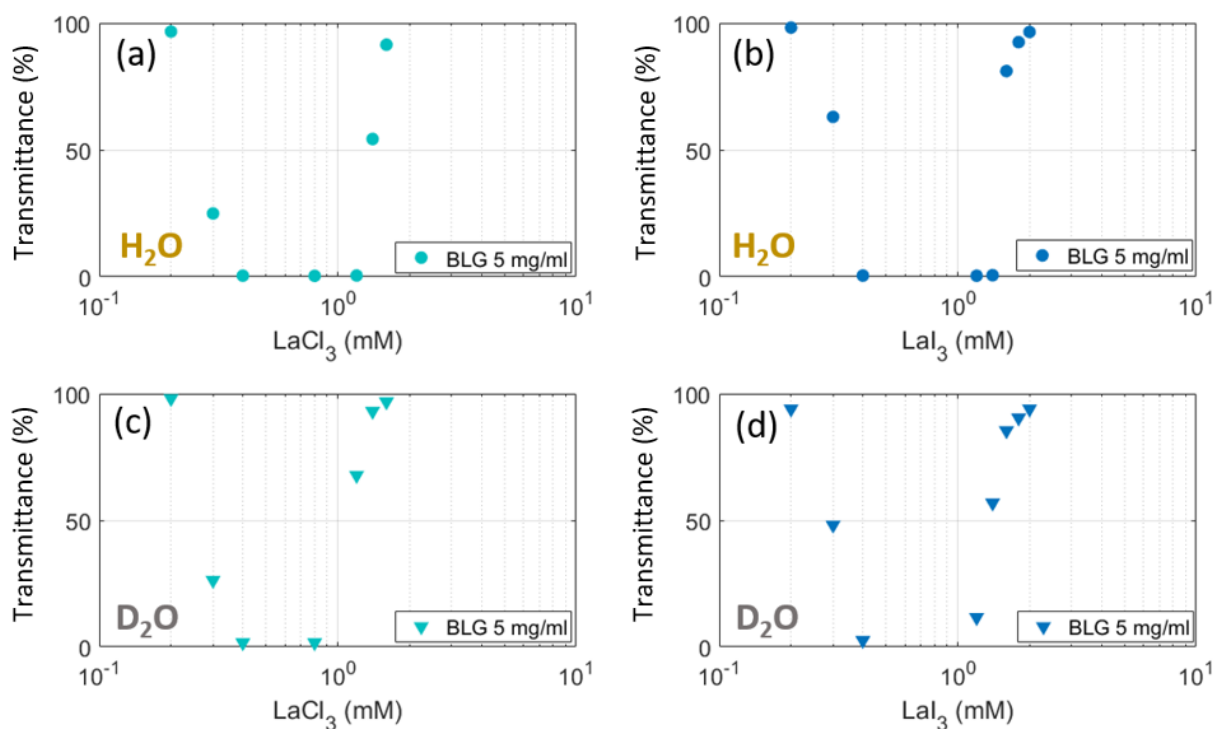 (a)
Transmittance (%)
100
50
0
H₂O
BLG 5 mg/ml
10⁻¹ 10⁰ 10¹
LaCl₃ (mM)
(b)
Transmittance (%)
100
50
0
H₂O
BLG 5 mg/ml
10⁻¹ 10⁰ 10¹
LaI₃ (mM)
(c)
Transmittance (%)
100
50
0
D₂O
BLG 5 mg/ml
10⁻¹ 10⁰ 10¹
LaCl₃ (mM)
(d)
Transmittance (%)
100
50
0
D₂O
BLG 5 mg/ml
10⁻¹ 10⁰ 10¹
LaI₃ (mM)